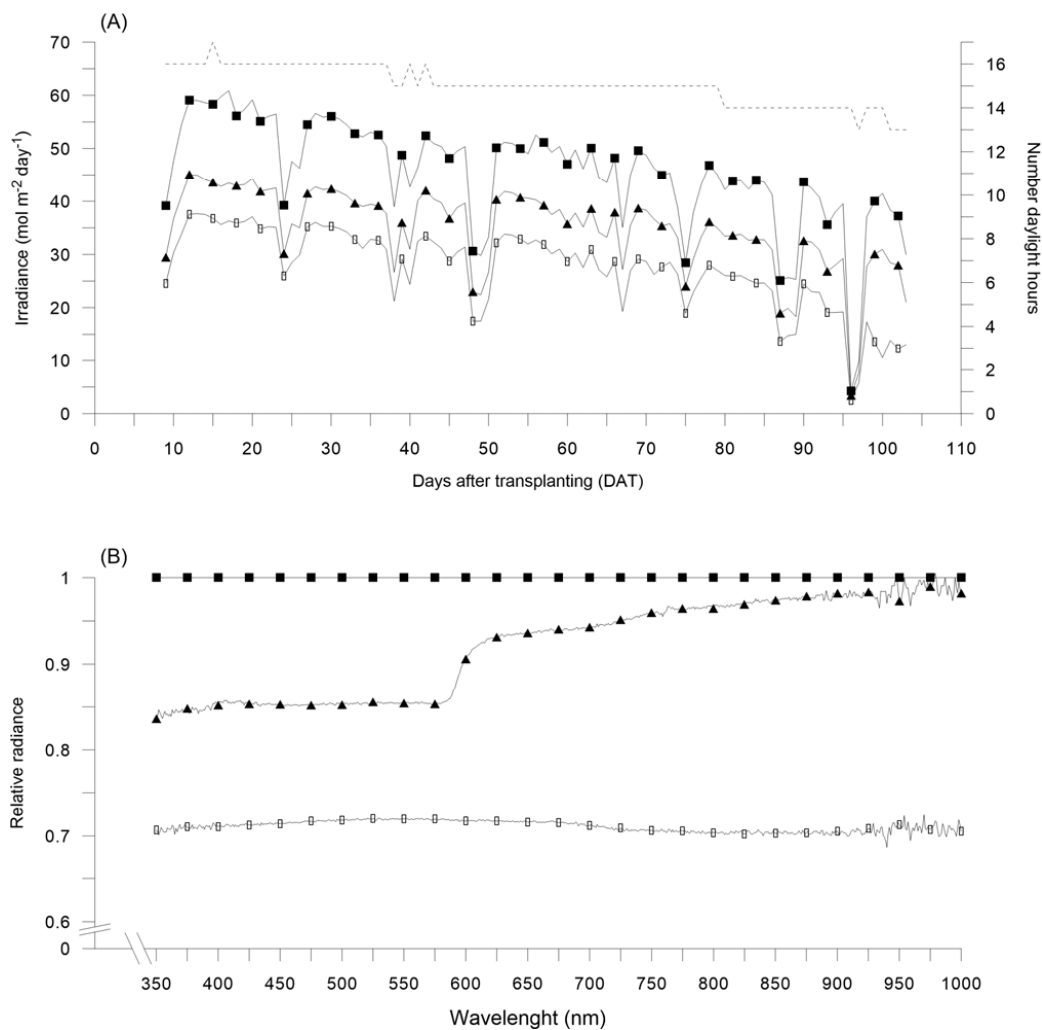 (A)
70
60
50
40
30
20
10
0
Irradiance (mol m⁻² day⁻¹)
16
14
12
10
8
6
4
2
0
Number daylight hours
0 10 20 30 40 50 60 70 80 90 100 110
Days after transplanting (DAT)
(B)
1
0.9
0.8
0.7
0.6
0
Relative radiance
350 400 450 500 550 600 650 700 750 800 850 900 950 1000
Wavelenght (nm)